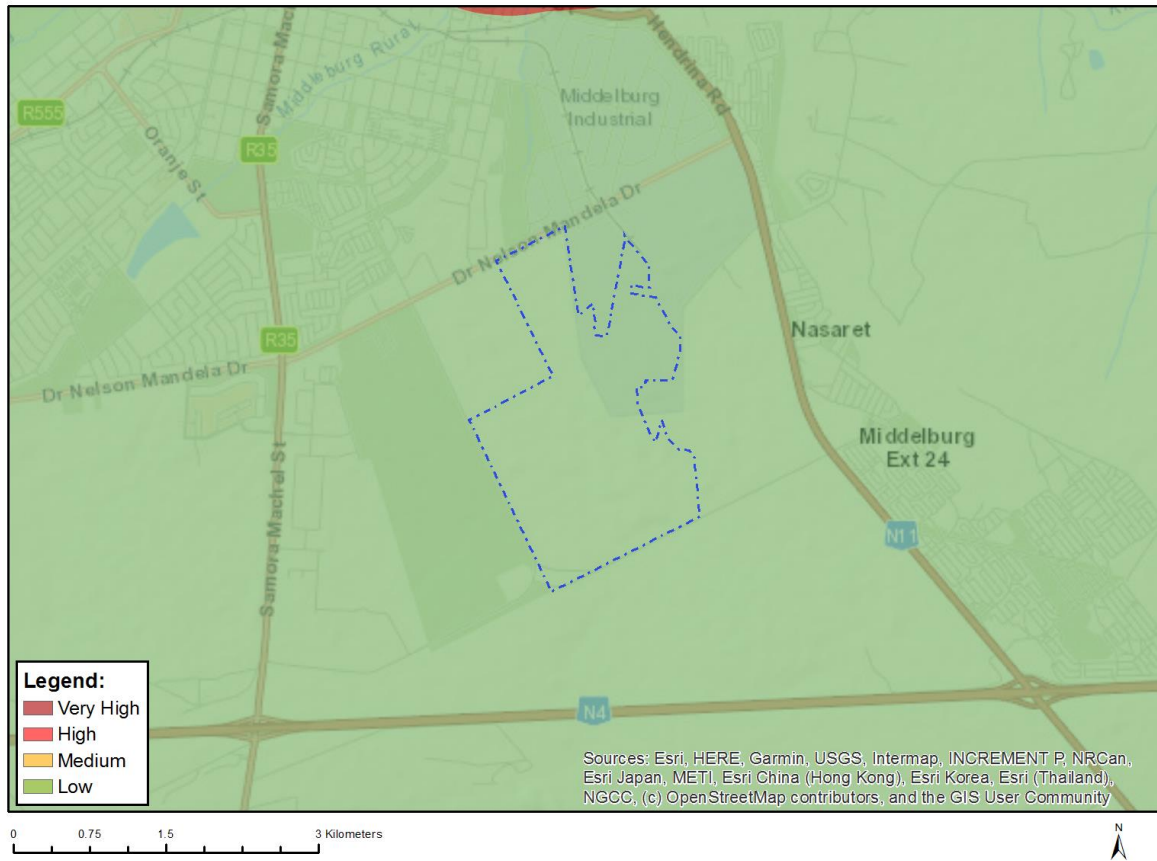 Samora Mach
Middleburg Rural
Hendrina Rd
Middelburg
Industrial
R555
R35
Oranje St
Dr Nelson Mandela Dr
R35
Nasaret
Dr Nelson Mandela Dr
Middelburg
Ext 24
Samora Machel St
N11
N4
Legend:
Very High
High
Medium
Low
Sources: Esri, HERE, Garmin, USGS, Intermap, INCREMENT P, NRCan,
Esri Japan, METI, Esri China (Hong Kong), Esri Korea, Esri (Thailand),
NGCC, (c) OpenStreetMap contributors, and the GIS User Community
0 0.75 1.5 3 Kilometers
N